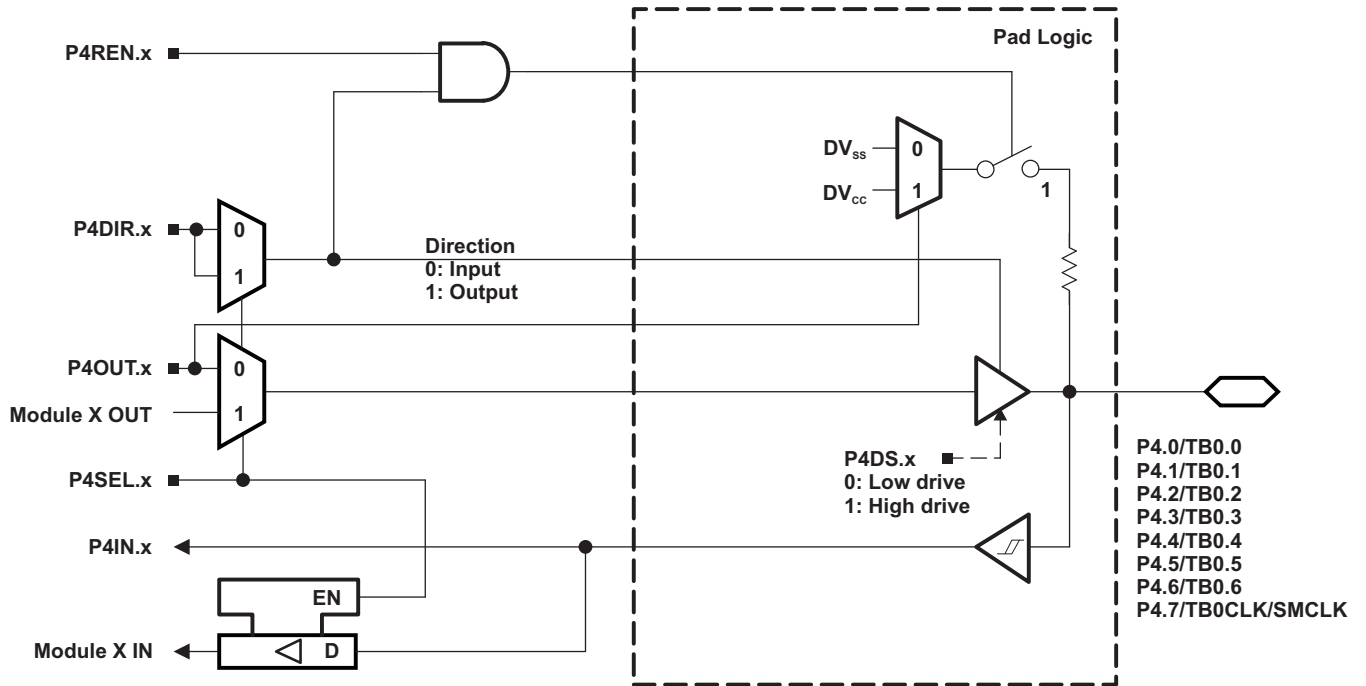 Pad Logic
P4REN.x
DVSS
0
DVCC
1
1
P4DIR.x
0
1
Direction
0: Input
1: Output
P4OUT.x
0
Module X OUT
1
P4DS.x
0: Low drive
1: High drive
P4SEL.x
P4IN.x
EN
Module X IN
D
P4.0/TB0.0
P4.1/TB0.1
P4.2/TB0.2
P4.3/TB0.3
P4.4/TB0.4
P4.5/TB0.5
P4.6/TB0.6
P4.7/TB0CLK/SMCLK